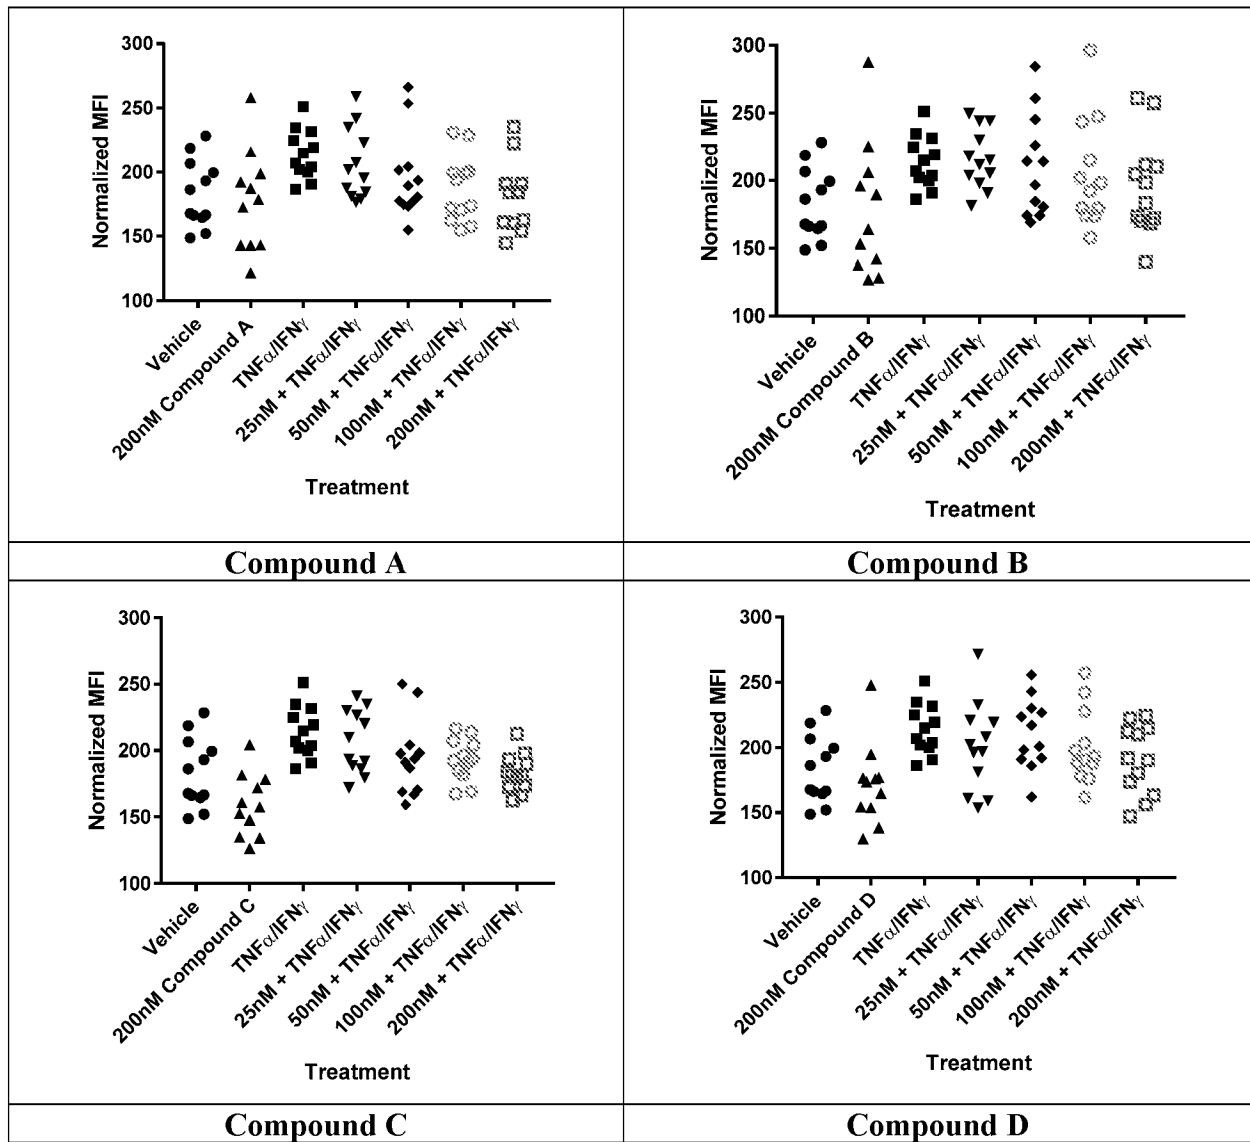 300
250
200
150
100
Normalized MFI
Vehicle
200nM Compound A
TNFα/IFNγ
25nM + TNFα/IFNγ
50nM + TNFα/IFNγ
100nM + TNFα/IFNγ
200nM + TNFα/IFNγ
Treatment
300
250
200
150
100
Normalized MFI
Vehicle
200nM Compound B
TNFα/IFNγ
25nM + TNFα/IFNγ
50nM + TNFα/IFNγ
100nM + TNFα/IFNγ
200nM + TNFα/IFNγ
Treatment
Compound A
Compound B
300
250
200
150
100
Normalized MFI
Vehicle
200nM Compound C
TNFα/IFNγ
25nM + TNFα/IFNγ
50nM + TNFα/IFNγ
100nM + TNFα/IFNγ
200nM + TNFα/IFNγ
Treatment
300
250
200
150
100
Normalized MFI
Vehicle
200nM Compound D
TNFα/IFNγ
25nM + TNFα/IFNγ
50nM + TNFα/IFNγ
100nM + TNFα/IFNγ
200nM + TNFα/IFNγ
Treatment
Compound C
Compound D